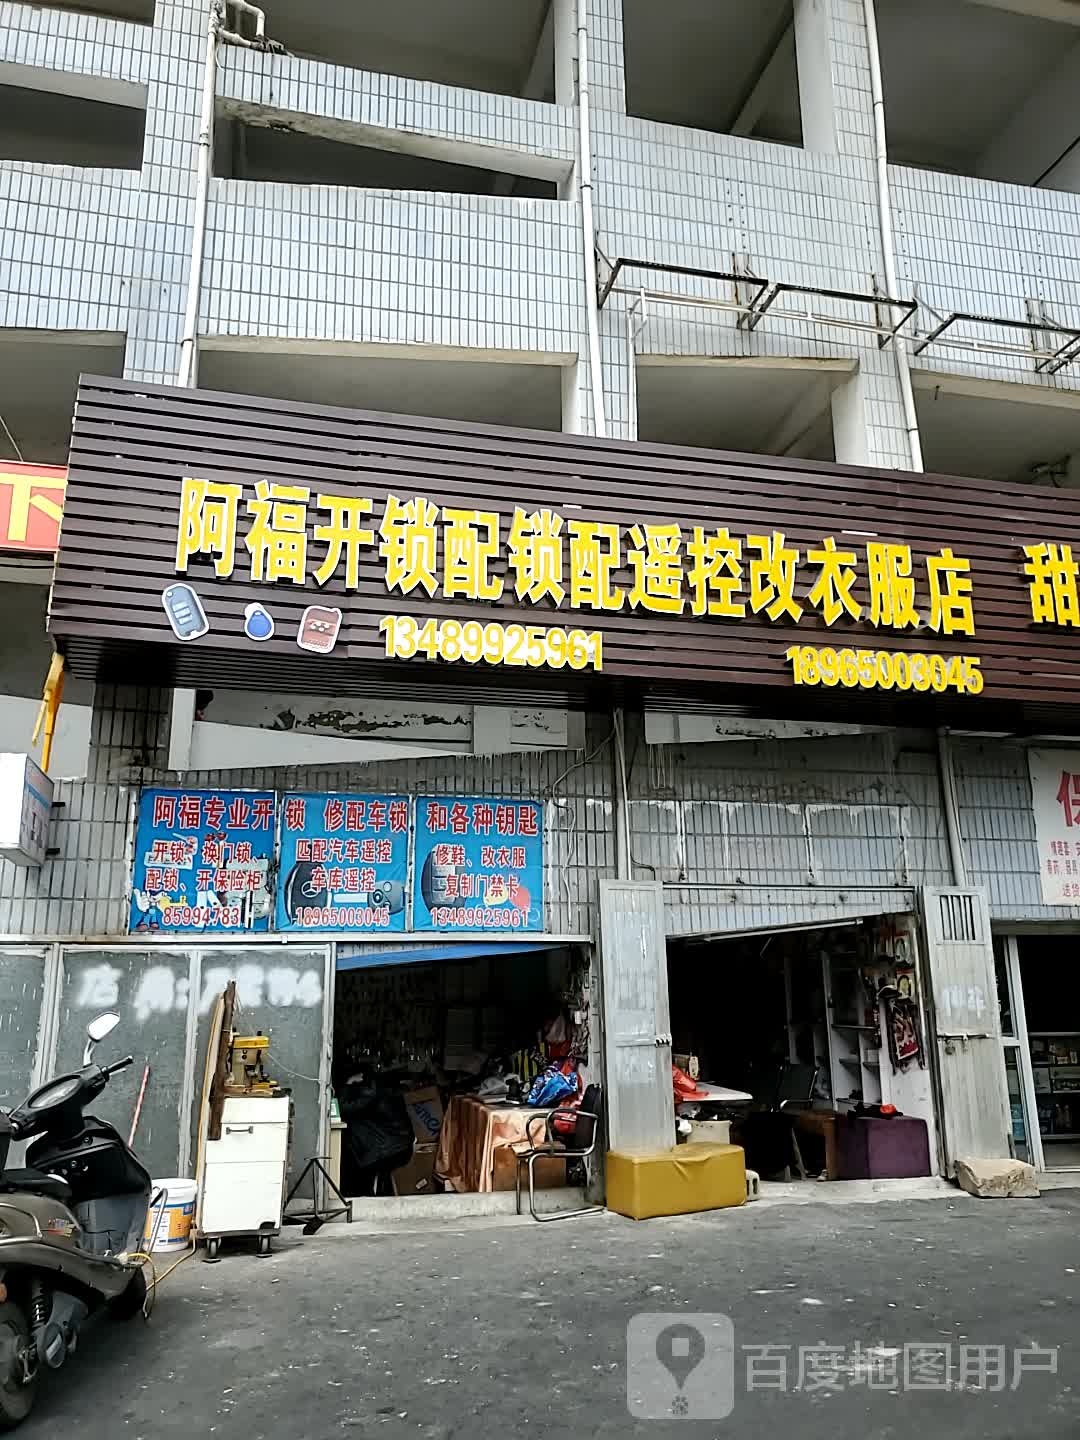 下
阿福开锁配锁配遥控改衣服店
甜
13489925961
18965003045
阿福专业开锁 修配车锁和各种钥匙
开锁、换门锁、
配锁、开保险柜
85994783
匹配汽车遥控
车库遥控
18965003045
修鞋、改衣服
复制门禁卡
13489925961
保
送货
百度地图用户